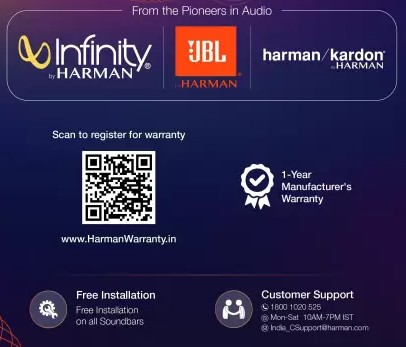 From the Pioneers in Audio
Infinity®
by HARMAN
JBL
by HARMAN
harman/kardon®
by HARMAN
Scan to register for warranty
www.HarmanWarranty.in
1-Year
Manufacturer's
Warranty
Free Installation
Free Installation
on all Soundbars
Customer Support
1800 1020 525
Mon-Sat 10AM-7PM IST
India_CSupport@harman.com